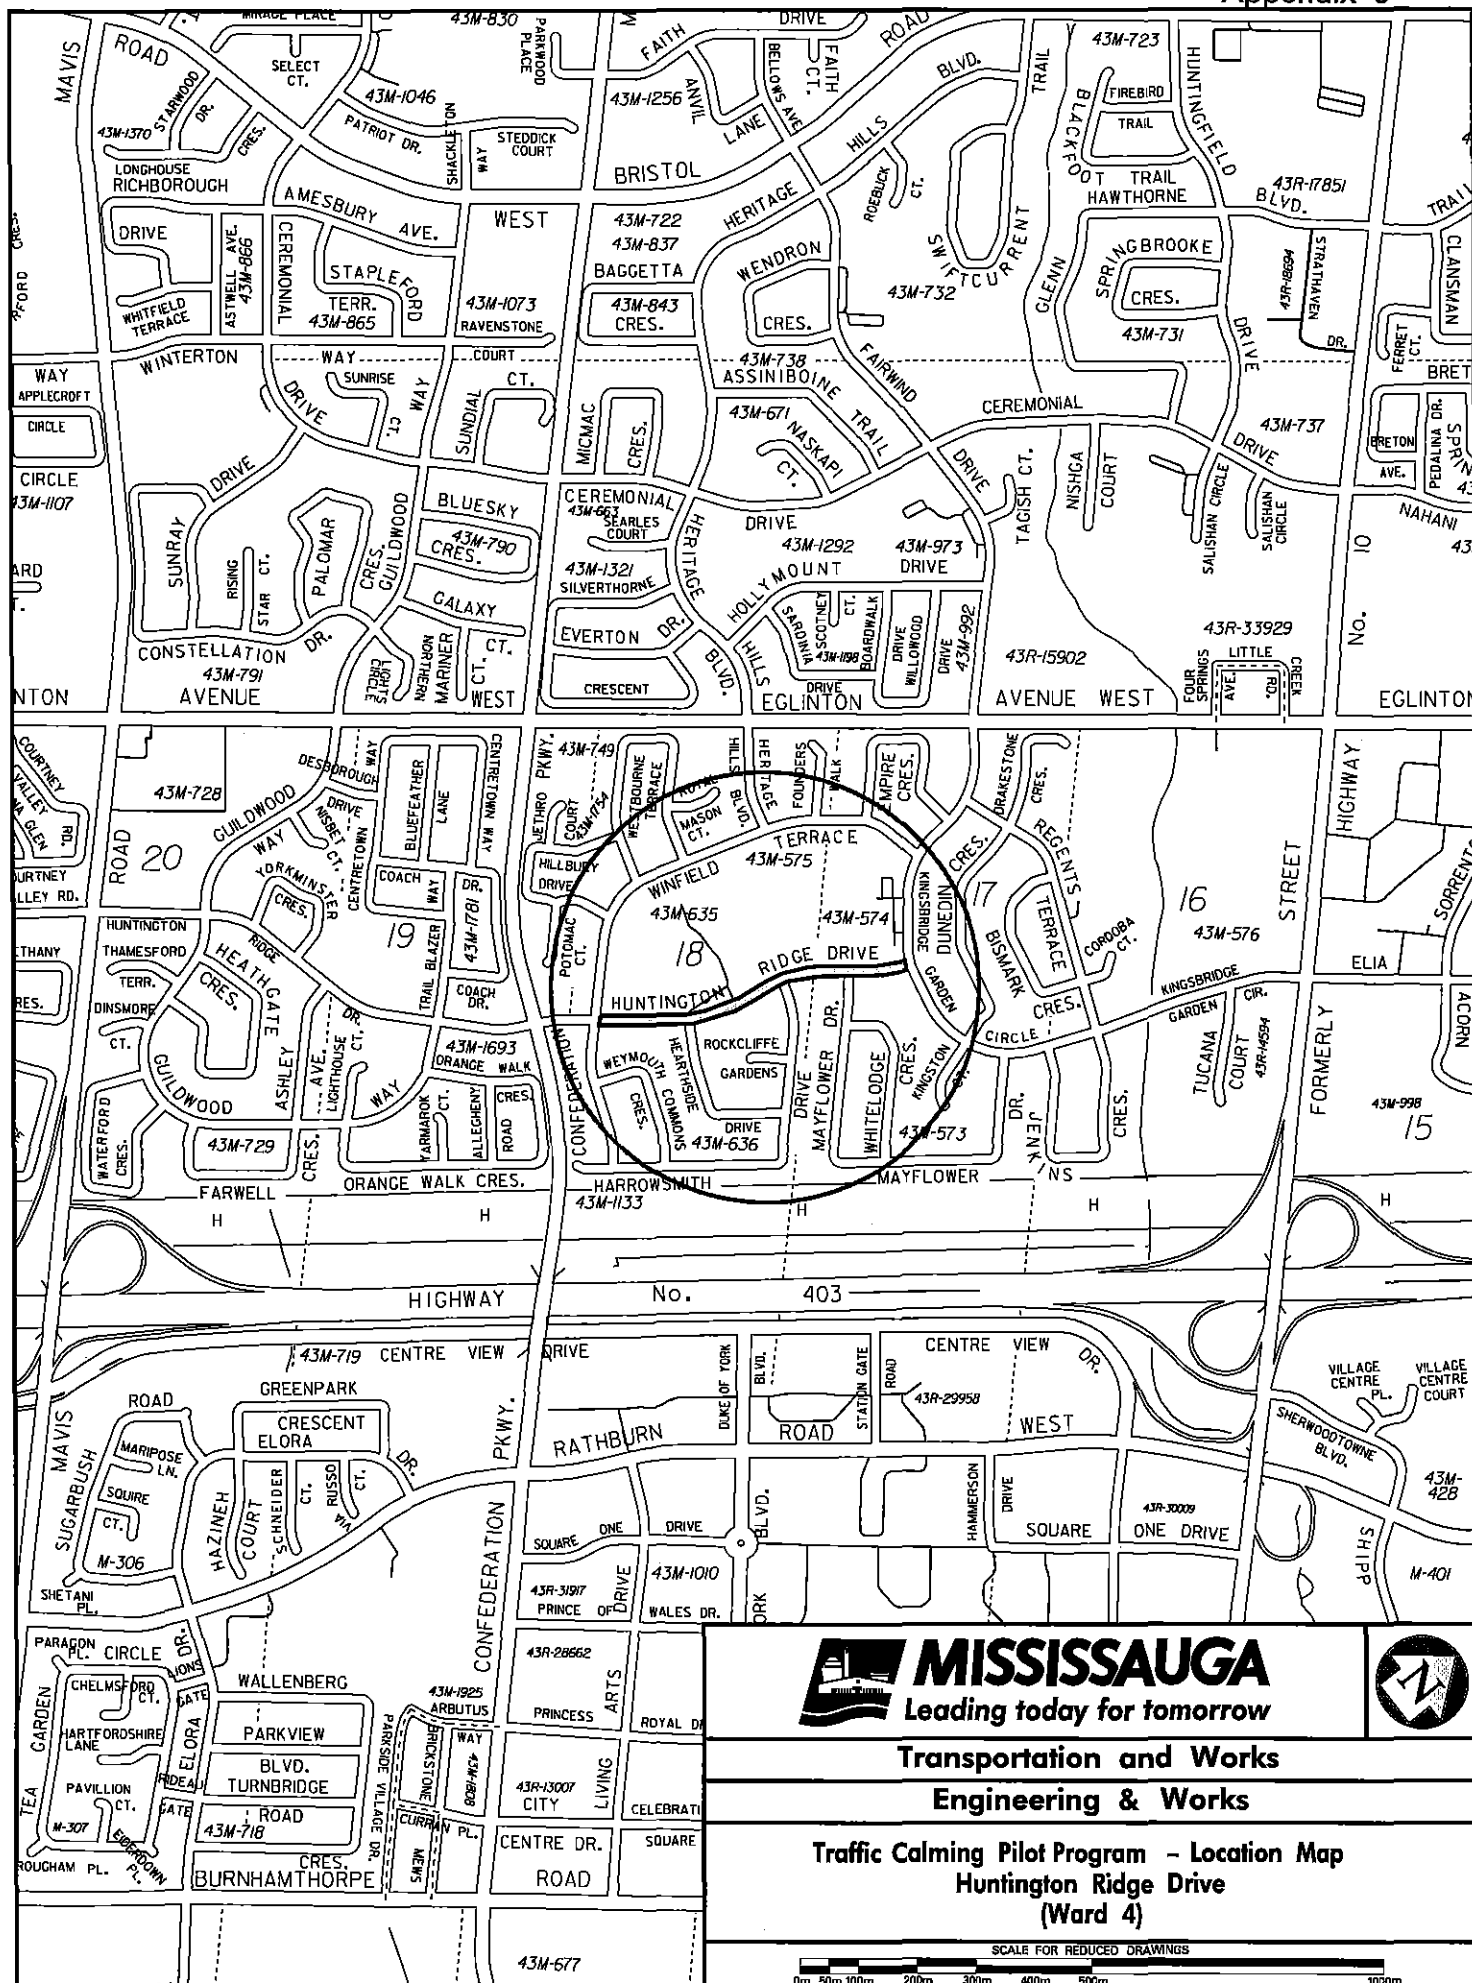 MIRAGE PLACE
43M-830
PARKWOOD
PLACE
FAITH
DRIVE
ROAD
43M-723
MAVIS
ROAD
SELECT
CT.
43M-1046
43M-1256
ANVIL
LANE
BELLOWS AVE.
FAITH
CT.
BLVD.
TRAIL
BLACKFOOT
TRAIL
FIREBIRD
TRAIL
HUNTINGFIELD
43M-1370
STARWOOD
DR.
CRES.
PATRIOT DR.
SHACKLETON
WAY
STEDDICK
COURT
LONGHOUSE
RICHBOROUGH
BRISTOL
WEST
HERITAGE
HILLS
ROEBUCK
CT.
HAWTHORNE
BLVD.
43R-17851
AMESBURY
AVE.
43M-722
43M-837
DRIVE
ASTWELL AVE.
43M-866
CEREMONIAL
STAPLEFORD
TERR.
43M-865
43M-1073
RAVENSTONE
COURT
BAGGETTA
43M-843
CRES.
WENDRON
CRES.
43M-732
SWIFTCURRENT
GLENN
SPRINGBROOKE
CRES.
43M-731
43R-18694
STRATHAVEN
DR.
CLANSMAN
WHITFIELD
TERRACE
WINTERTON
WAY
43M-738
ASSINIBOINE
TRAIL
FAIRWIND
DRIVE
FERRET
CT.
BRET
WAY
APPLECROFT
CIRCLE
CIRCLE
43M-1107
DRIVE
SUNRISE
CT.
WAY
SUNDIAL
CT.
MICMAC
CRES.
43M-671
NASKAPI
CT.
CEREMONIAL
DRIVE
43M-737
BRETON
AVE.
PEDALINA DR.
NAHANI
DRIVE
SUNRAY
RISING
STAR CT.
PALOMAR
CRES.
GUILDWOOD
BLUESKY
43M-790
CRES.
GALAXY
CT.
CEREMONIAL
43M-663
SEARLES
COURT
DRIVE
HERITAGE
43M-1321
SILVERTHORNE
43M-1292
43M-973
HOLLYMOUNT
DRIVE
DRIVE
TAGISH CT.
NISHGA
COURT
SALISHAN CIRCLE
SALISHAN
CIRCLE
No. 10
CONSTELLATION
DR.
43M-791
LIGHTS
CIRCLE
NORTHERN
MARINER
CT.
EVERTON
DR.
CRESCENT
BLVD.
HILLS
SARDINIA
SCOTNEY
CT.
43M-1198
DRIVE
BOARDWALK
DRIVE
WILLOWOOD
DRIVE
43M-992
43R-15902
43R-33929
LITTLE
CREEK
RD.
FOUR
SPRINGS
AVE.
AVENUE
WEST
EGLINTON
AVENUE WEST
COURTNEY
VALLEY
RD.
43M-728
DESBOROUGH
DRIVE
WAY
BLUEFEATHER
LANE
CENTRETOWN WAY
JETHRO
COURT
PKWY.
43M-749
43M-1754
WESTBOURNE
TERRACE
ROYAL
MASON
CT.
HILLS
HERITAGE
BLVD.
FOUNDERS
WALK
EMPIRE
CRES.
DRAKESTONE
CRES.
HIGHWAY
ROAD
20
GUILDWOOD
WAY
NISBET
CT.
CENTRETOWN
YORKMINSTER
CRES.
COACH
WAY
DR.
43M-1781
HILLBURY
DRIVE
WINFIELD
TERRACE
43M-575
CRES.
REGENTS
TERRACE
17
16
STREET
SORRENTO
HUNTINGTON
THAMESFORD
TERR.
DINSMORE
CT.
HEATHGATE
CRES.
RIDGE
DR.
19
TRAIL BLAZER
COACH
DR.
POTOMAC
CT.
43M-635
18
43M-574
RIDGE DRIVE
HUNTINGTON
KINGSBRIDGE
GARDEN
CIRCLE
DUNEDIN
BISMARK
CRES.
CORDOBA
CT.
43M-576
KINGSBRIDGE
GARDEN CIR.
ELIA
FORMERLY
ACORN
GUILDWOOD
WAY
ASHLEY
AVE.
LIGHTHOUSE
CT.
43M-1693
ORANGE WALK
CRES.
CONFEDERATION
WEYMOUTH
CRES.
HEARTHSIDE
COMMONS
ROCKCLIFFE
GARDENS
DRIVE
43M-636
DRIVE
MAYFLOWER
DR.
WHITELODGE
CRES.
KINGSTON
CT.
43M-573
DR.
JENKINS
CRES.
TUCANA
COURT
43R-14594
43M-998
15
WATERFORD
CRES.
43M-729
CRES.
YARMAROK
CT.
ALLEGHENY
ROAD
FARWELL
ORANGE WALK CRES.
HARROWSMITH
43M-1133
MAYFLOWER
H
H
H
H
H
HIGHWAY
No.
403
43M-719
CENTRE VIEW
DRIVE
CENTRE VIEW
DR.
GREENPARK
CRESCENT
ELORA
DR.
ROAD
MARIPOSE
LN.
SQUIRE
CT.
M-306
MAVIS
SUGARBUSH
SHETANI
PL.
HAZINEH
COURT
SCHNEIDER
CT.
RUSSO
CT.
VIA
PKWY.
CONFEDERATION
RATHBURN
ROAD
WEST
DUKE OF YORK
BLVD.
STATION GATE
ROAD
43R-29958
VILLAGE
CENTRE
PL.
VILLAGE
CENTRE
COURT
SHERWOODTOWNE
BLVD.
43M-
428
SQUARE ONE DRIVE
BLVD.
HAMMERSON
DRIVE
43R-30009
SQUARE ONE DRIVE
SHIPP
M-401
43R-31917
PRINCE OF WALES DR.
DRIVE
43M-1010
43R-28662
PRINCESS
ARTS
LIVING
PARAGON
PL.
CIRCLE
DR.
LIONS
GATE
CHELMSFORD
CT.
WALLENBERG
HARTFORDSHIRE
LANE
ELORA
PARKVIEW
BLVD.
TURNBRIDGE
ROAD
TEA GARDEN
PAVILLION
CT.
RIDEAU
GATE
M-307
EIDERDOWN
PL.
43M-718
CRES.
BURNHAMTHORPE
ROAD
PARKSIDE VILLAGE DR.
43M-1925
ARBUTUS
WAY
BRICKSTONE
MEWS
43M-1808
CURRAN PL.
43R-13007
CITY
CENTRE DR.
SQUARE
43M-677
MISSISSAUGA
Leading today for tomorrow
N
Transportation and Works
Engineering & Works
Traffic Calming Pilot Program - Location Map
Huntington Ridge Drive
(Ward 4)
SCALE FOR REDUCED DRAWINGS
0m 50m 100m 200m 300m 400m 500m 1000m